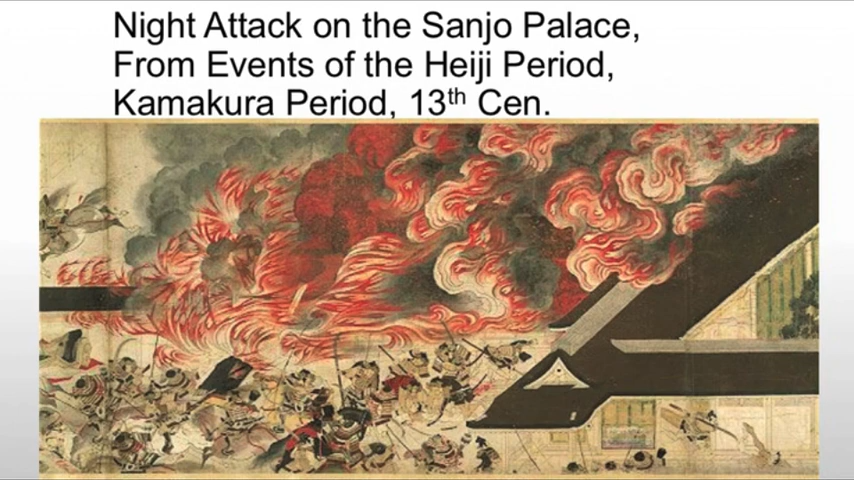 Night Attack on the Sanjo Palace,
From Events of the Heiji Period,
Kamakura Period, 13th Cen.